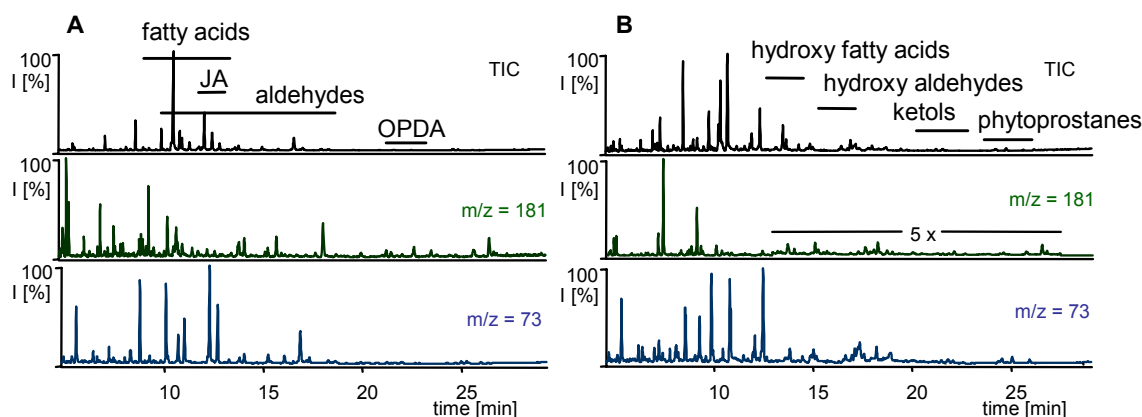 A
fatty acids
100
I [%]
TIC
JA
aldehydes
OPDA
100
I [%]
m/z = 181
100
I [%]
m/z = 73
10 15 20 25
time [min]
B
hydroxy fatty acids
100
I [%]
TIC
hydroxy aldehydes
ketols
phytoprostanes
100
I [%]
m/z = 181
5 x
100
I [%]
m/z = 73
10 15 20 25
time [min]